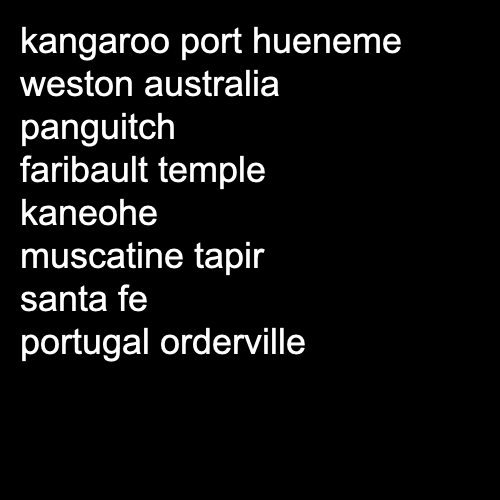 kangaroo port hueneme
weston australia
panguitch
faribault temple
kaneohe
muscatine tapir
santa fe
portugal orderville